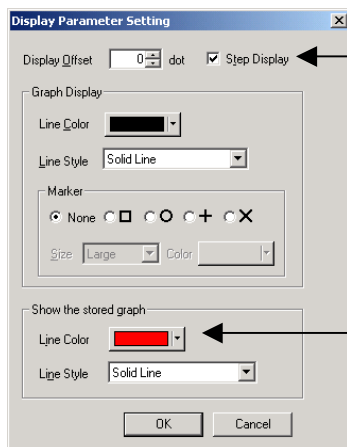 Display Parameter Setting
Display Offset 0 dot Step Display
Graph Display
Line Color
Line Style Solid Line
Marker
None
Size Large Color
Show the stored graph
Line Color
Line Style Solid Line
OK Cancel